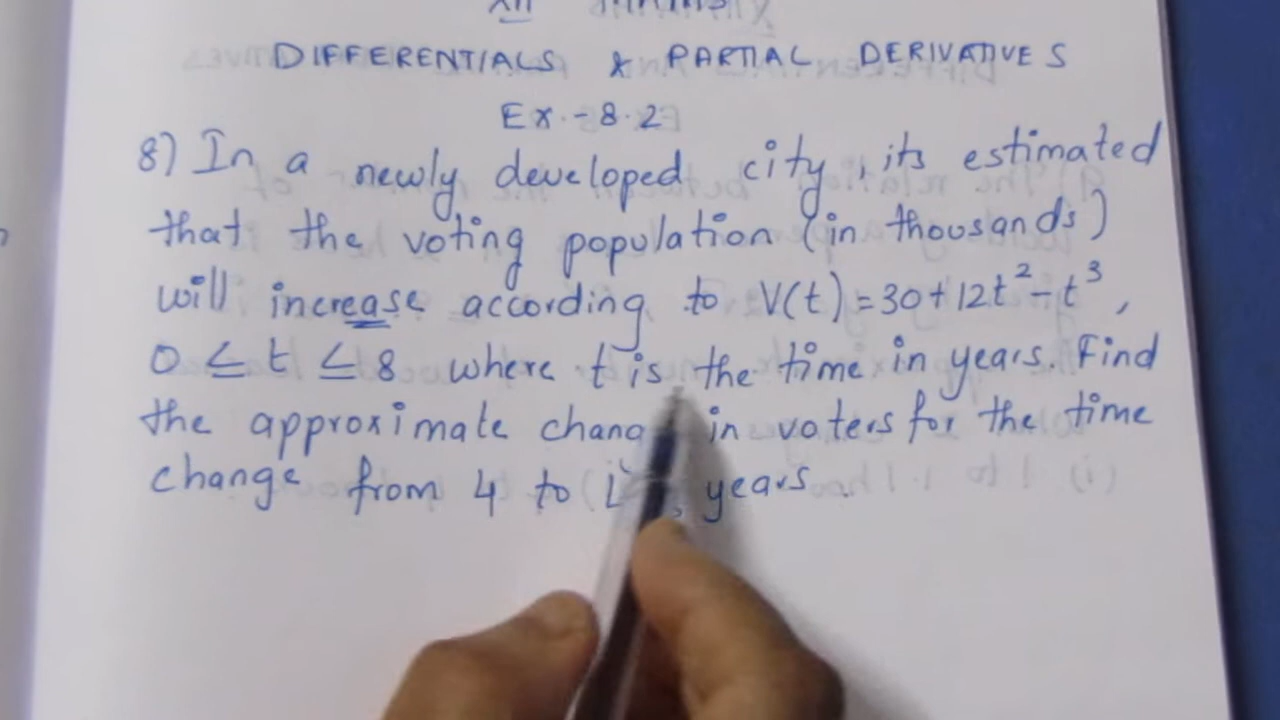 DIFFERENTIALS & PARTIAL DERIVATIVES
Ex.-8.2
8) In a newly developed city, its estimated
that the voting population (in thousands)
will increase according to V(t)=30+12t²-t³,
0 ≤ t ≤ 8 where t is the time in years. Find
the approximate chang in voters for the time
change from 4 to years.